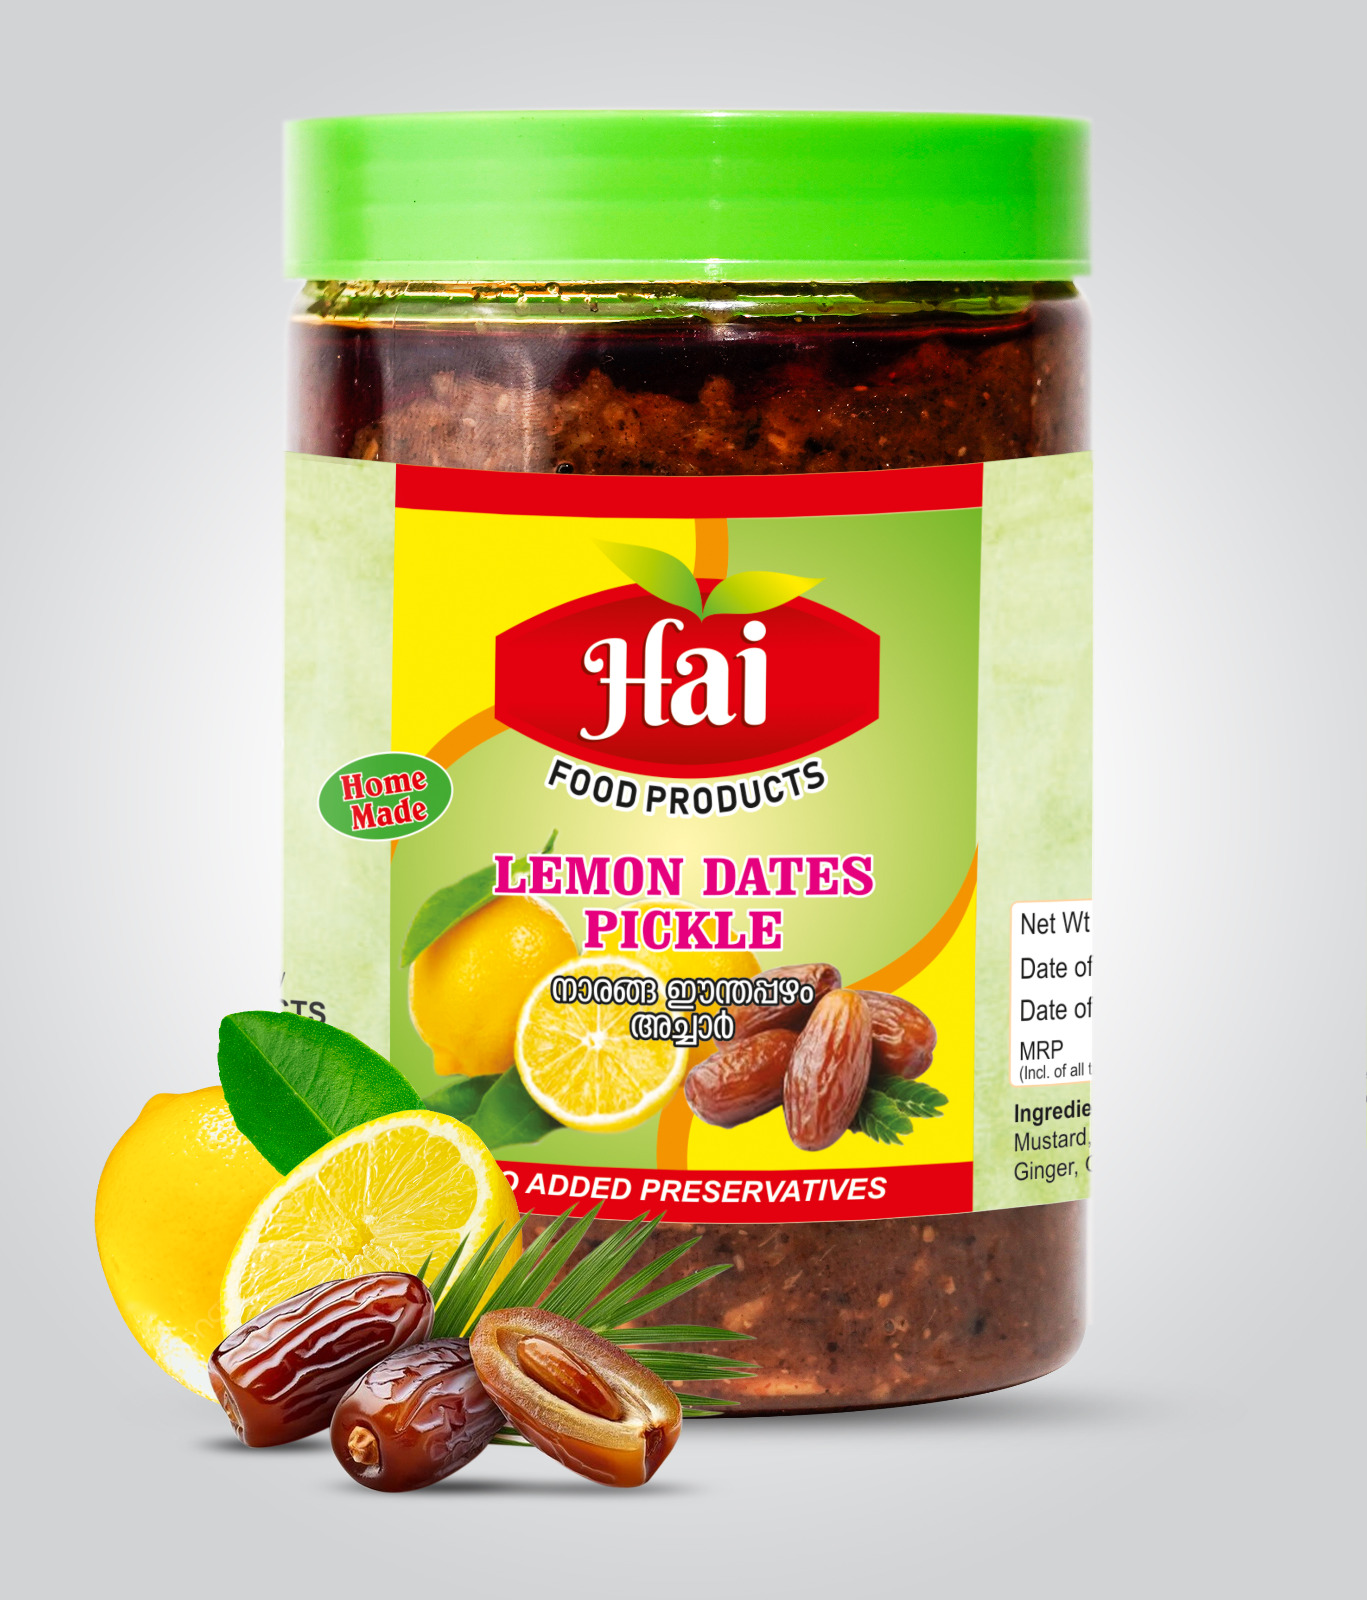 Hai
FOOD PRODUCTS
Home
Made
LEMON DATES
PICKLE
നാരങ്ങ ഈന്തപ്പഴം
അച്ചാർ
ADDED PRESERVATIVES
Net Wt
Date of
Date of
MRP
(Incl. of all
Mustard,
Ginger,